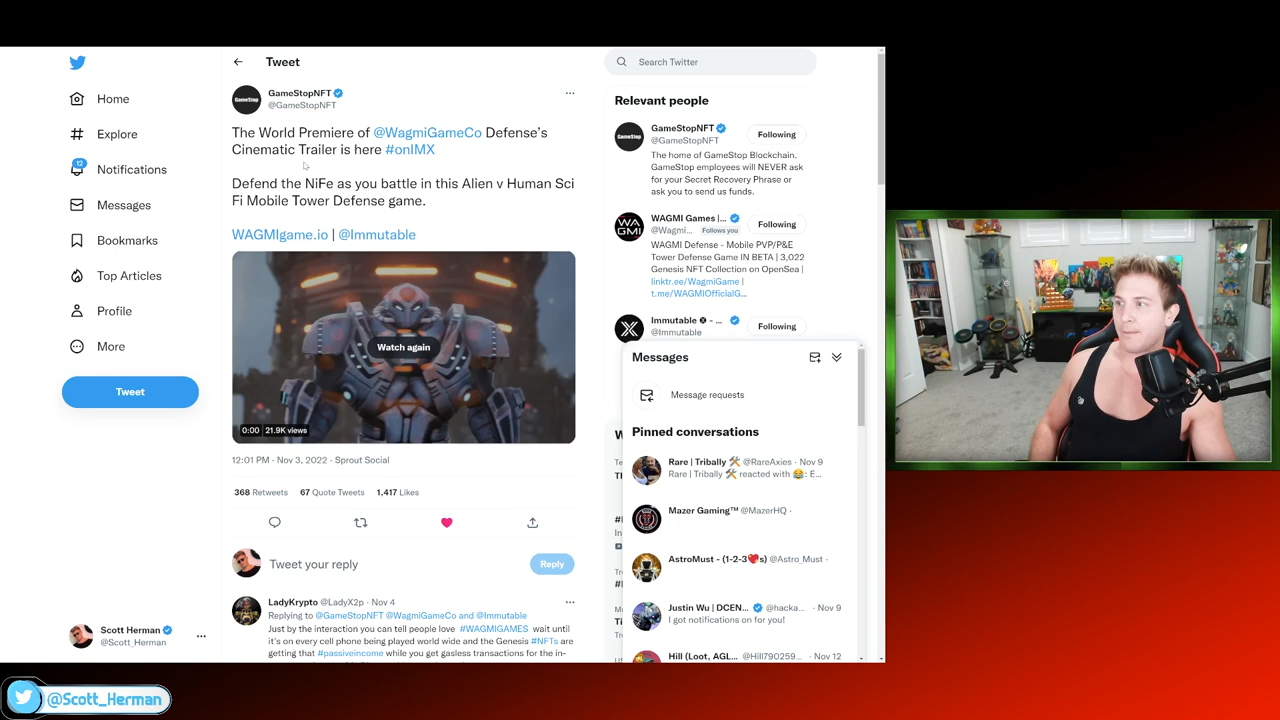 Tweet
Search Twitter
Home
Explore
12
Notifications
Messages
Bookmarks
Top Articles
Profile
More
Tweet
Scott Herman
@Scott_Herman
GameStop
GameStopNFT
@GameStopNFT
The World Premiere of @WagmiGameCo Defense's
Cinematic Trailer is here #onIMX
Defend the NiFe as you battle in this Alien v Human Sci
Fi Mobile Tower Defense game.
WAGMIgame.io | @Immutable
Watch again
0:00 21.9K views
12:01 PM · Nov 3, 2022 · Sprout Social
368 Retweets 67 Quote Tweets 1,417 Likes
Tweet your reply
Reply
LadyKrypto @LadyX2p · Nov 4
Replying to @GameStopNFT @WagmiGameCo and @Immutable
Just by the interaction you can tell people love #WAGMIGAMES wait until
it's on every cell phone being played world wide and the Genesis #NFTs are
getting that #passiveincome while you get gasless transactions for the in-
Relevant people
GameStop
GameStopNFT
Following
@GameStopNFT
The home of GameStop Blockchain.
GameStop employees will NEVER ask
for your Secret Recovery Phrase or
ask you to send us funds.
WA
GMI
WAGMI Games |...
Following
@Wagmi... Follows you
WAGMI Defense - Mobile PVP/P&E
Tower Defense Game IN BETA | 3,022
Genesis NFT Collection on OpenSea |
linktr.ee/WagmiGame |
t.me/WAGMIOfficialG...
Immutable - ...
Following
@Immutable
Messages
Message requests
Pinned conversations
Rare | Tribally @RareAxies · Nov 9
Rare | Tribally reacted with 😂: E...
Mazer Gaming™ @MazerHQ ·
AstroMust - (1-2-3❤️s) @Astro_Must ·
Justin Wu | DCEN... @hacka... · Nov 9
I got notifications on for you!
Hill (Loot, AGL... @Hill790259... · Nov 12
@Scott_Herman